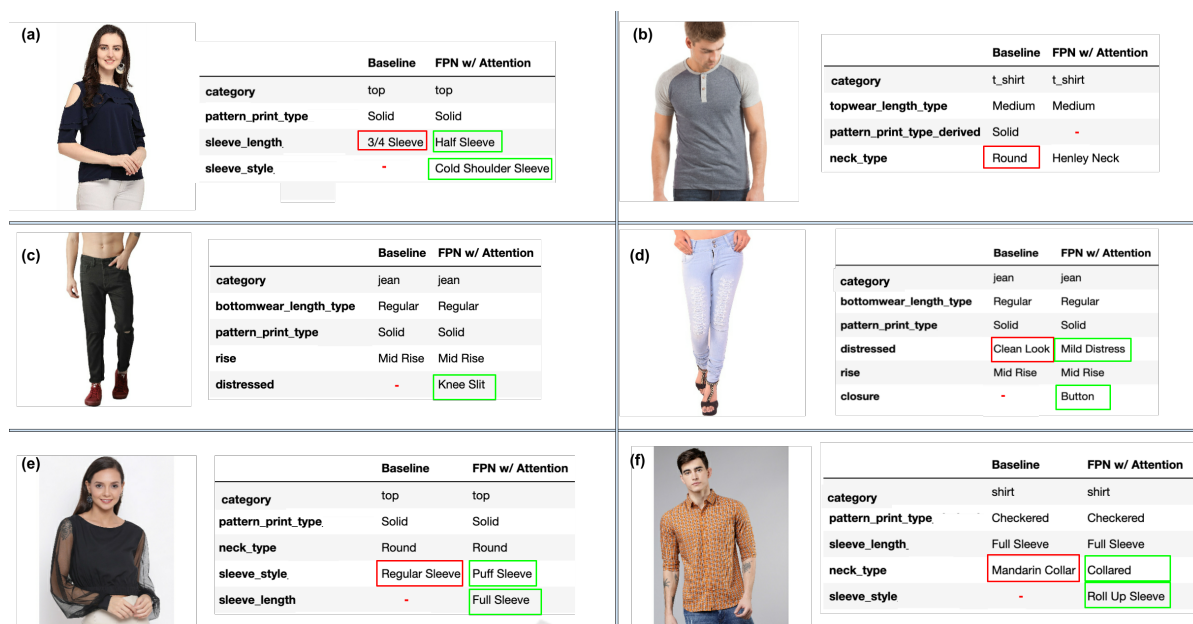 (a)
Baseline FPN w/ Attention
category top top
pattern_print_type Solid Solid
sleeve_length 3/4 Sleeve Half Sleeve
sleeve_style - Cold Shoulder Sleeve
(b)
Baseline FPN w/ Attention
category t_shirt t_shirt
topwear_length_type Medium Medium
pattern_print_type_derived Solid -
neck_type Round Henley Neck
(c)
Baseline FPN w/ Attention
category jean jean
bottomwear_length_type Regular Regular
pattern_print_type Solid Solid
rise Mid Rise Mid Rise
distressed - Knee Slit
(d)
Baseline FPN w/ Attention
category jean jean
bottomwear_length_type Regular Regular
pattern_print_type Solid Solid
distressed Clean Look Mild Distress
rise Mid Rise Mid Rise
closure - Button
(e)
Baseline FPN w/ Attention
category top top
pattern_print_type Solid Solid
neck_type Round Round
sleeve_style Regular Sleeve Puff Sleeve
sleeve_length - Full Sleeve
(f)
Baseline FPN w/ Attention
category shirt shirt
pattern_print_type Checkered Checkered
sleeve_length Full Sleeve Full Sleeve
neck_type Mandarin Collar Collared
sleeve_style - Roll Up Sleeve